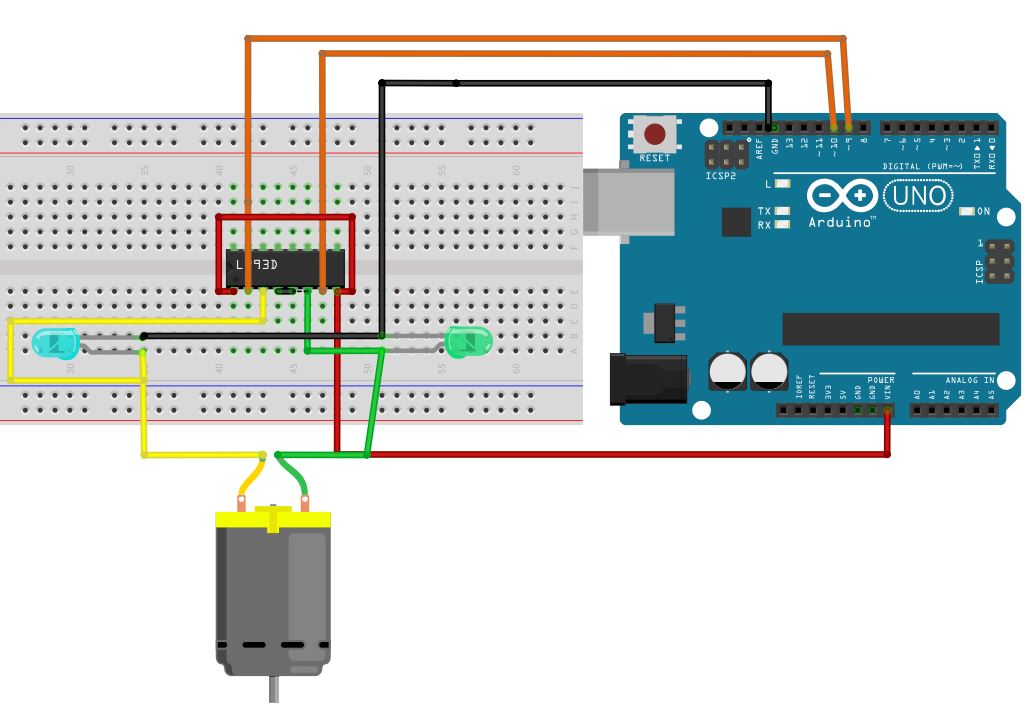 30
35
40
45
50
55
60
J
I
H
G
F
L293D
E
D
C
B
A
30
35
40
45
50
55
60
RESET
ICSP2
AREF
GND
13
12
~11
~10
~9
8
7
~6
~5
~4
~3
2
TX0▶1
RX0◀0
DIGITAL (PWM=~)
L
TX
RX
UNO
Arduino™
ON
1
ICSP
POWER
ANALOG IN
IOREF
RESET
3V3
5V
GND
GND
VIN
A0
A1
A2
A3
A4
A5